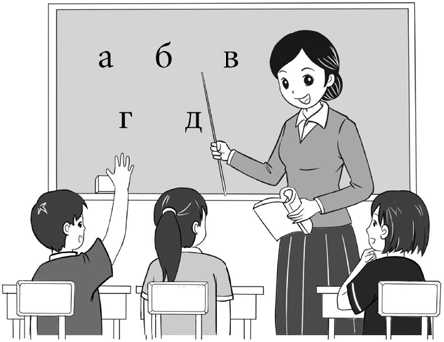 а б в
г д